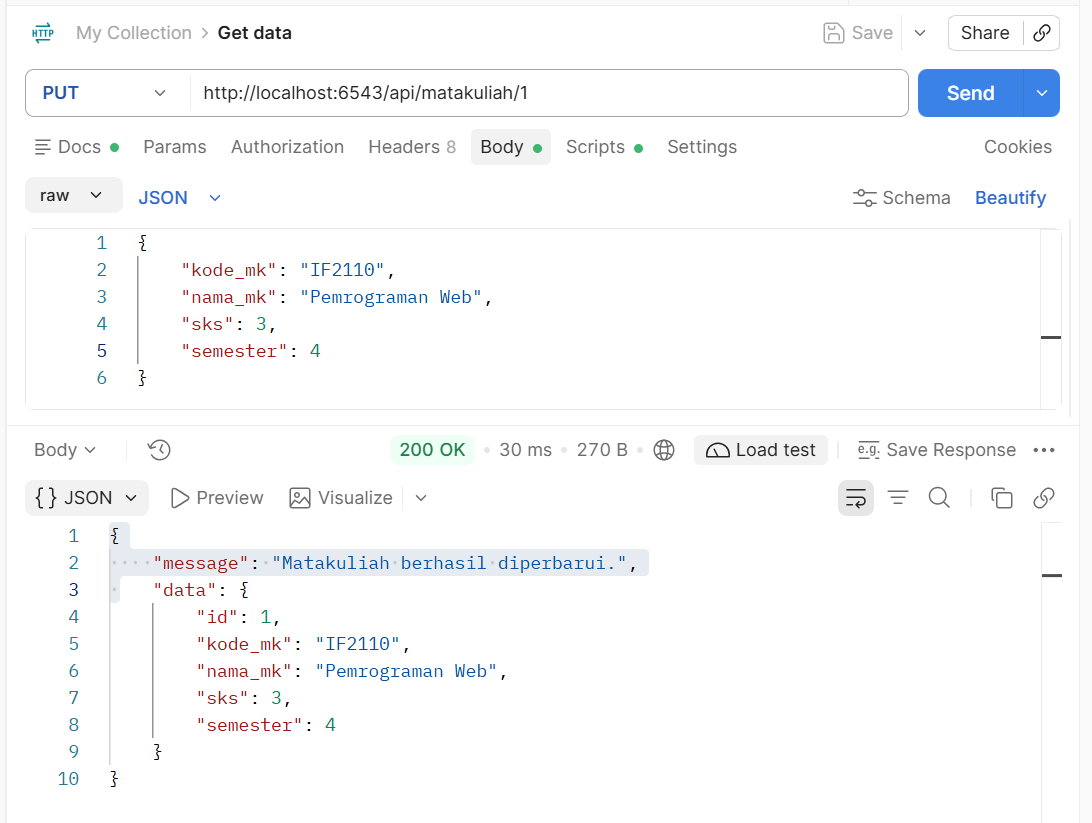 HTTP My Collection > Get data Save Share
PUT http://localhost:6543/api/matakuliah/1 Send
Docs Params Authorization Headers 8 Body Scripts Settings Cookies
raw JSON Schema Beautify
1 {
2 "kode_mk": "IF2110",
3 "nama_mk": "Pemrograman Web",
4 "sks": 3,
5 "semester": 4
6 }
Body 200 OK • 30 ms • 270 B • Load test e.g. Save Response •••
{} JSON Preview Visualize
1 {
2 ····"message":·"Matakuliah·berhasil·diperbarui.",
3 ·"data": {
4 "id": 1,
5 "kode_mk": "IF2110",
6 "nama_mk": "Pemrograman Web",
7 "sks": 3,
8 "semester": 4
9 }
10 }